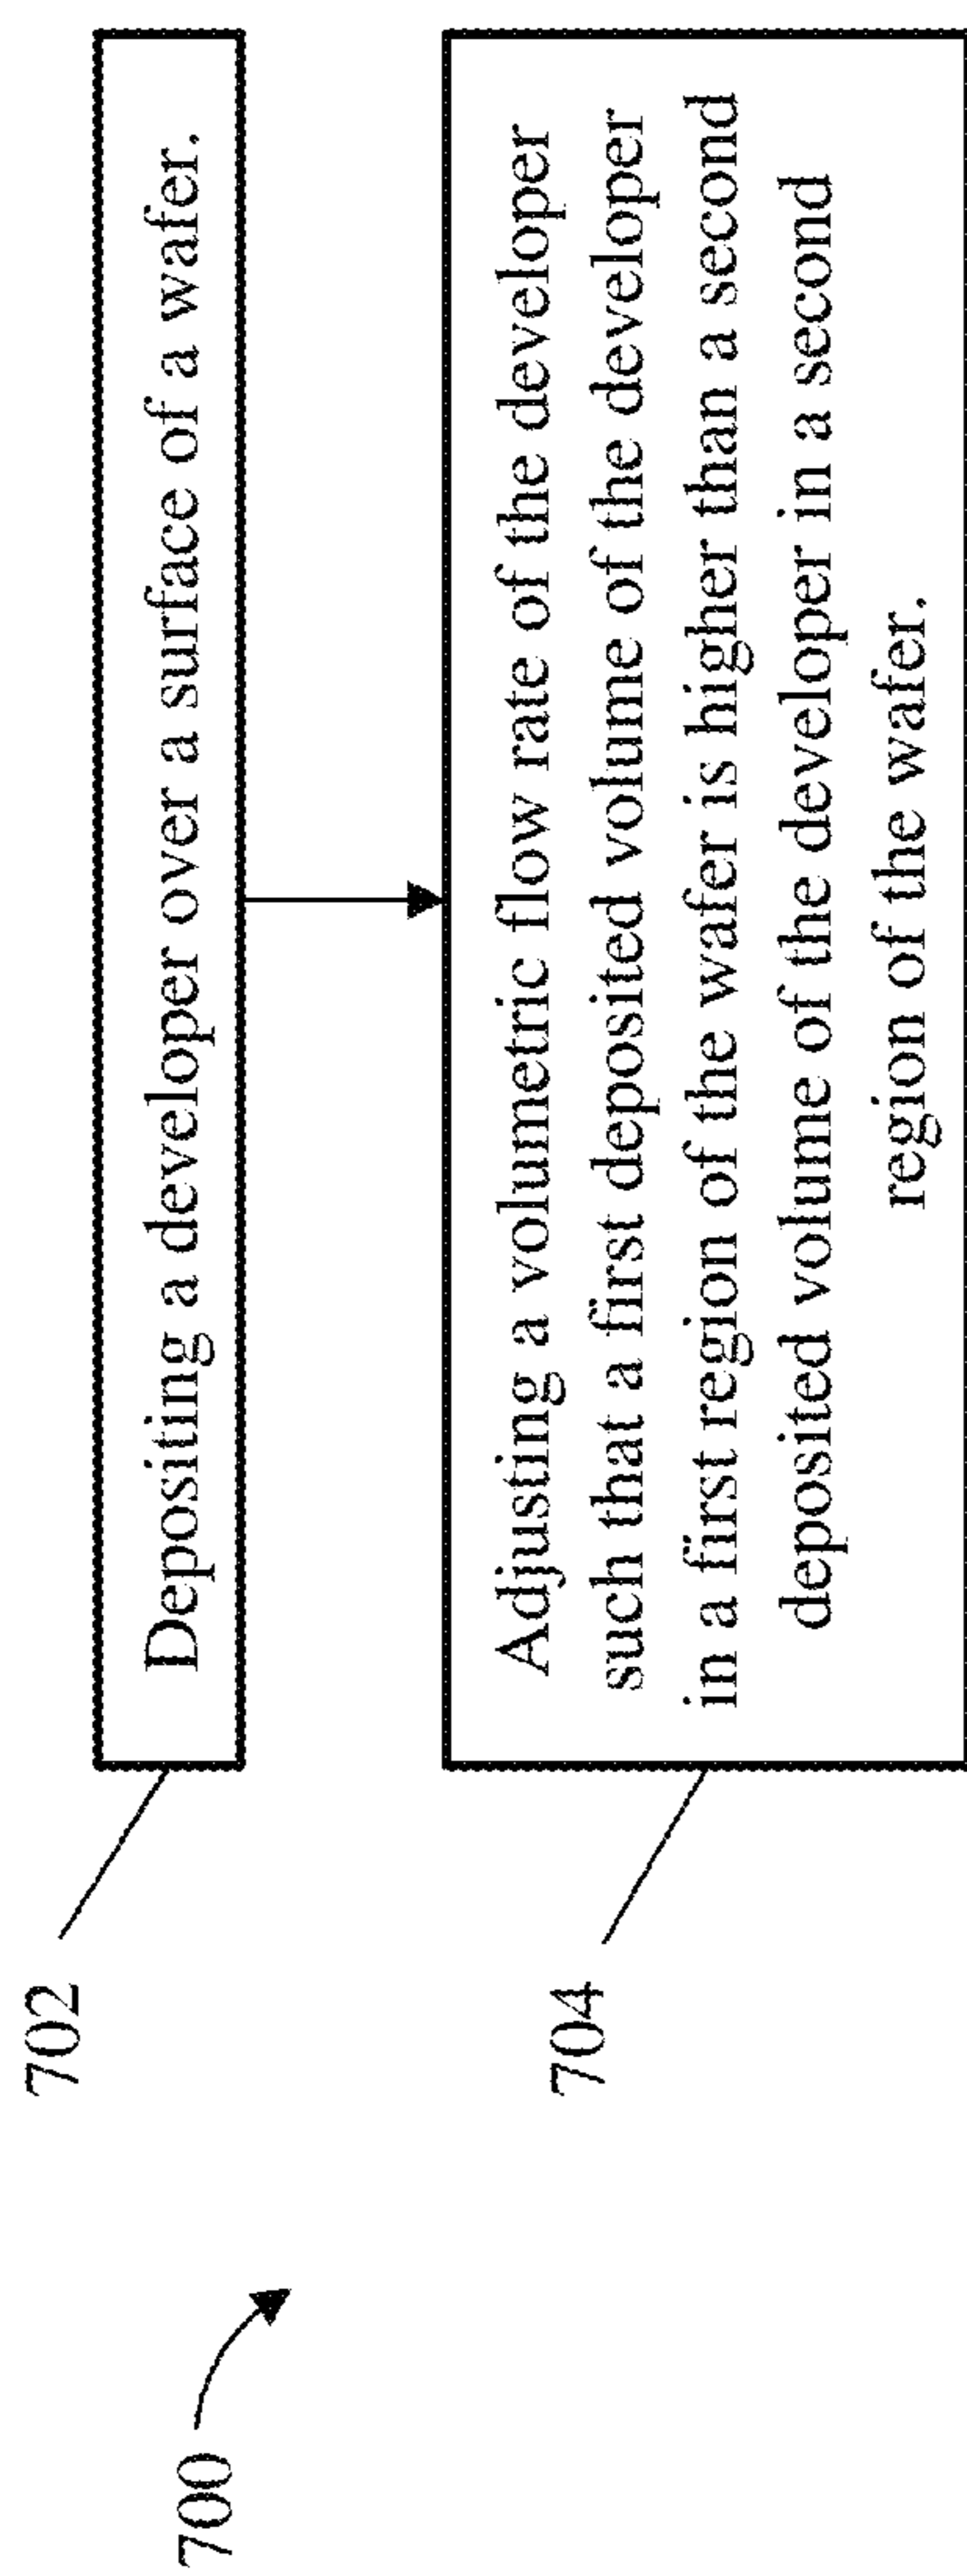 700
702
Depositing a developer over a surface of a wafer.
704
Adjusting a volumetric flow rate of the developer
such that a first deposited volume of the developer
in a first region of the wafer is higher than a second
deposited volume of the developer in a second
region of the wafer.